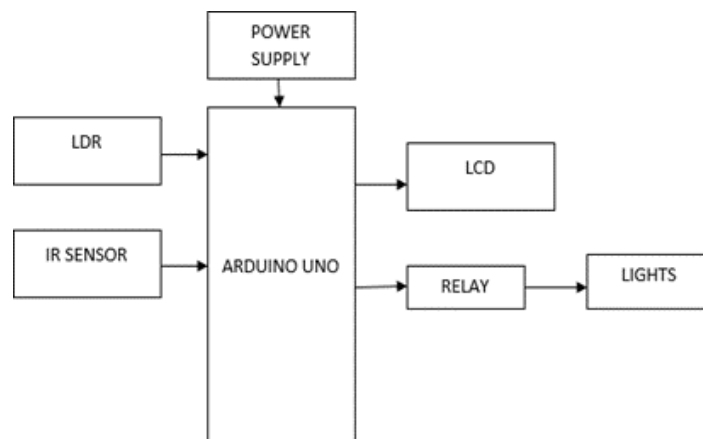 POWER
SUPPLY
LDR
LCD
IR SENSOR
ARDUINO UNO
RELAY
LIGHTS